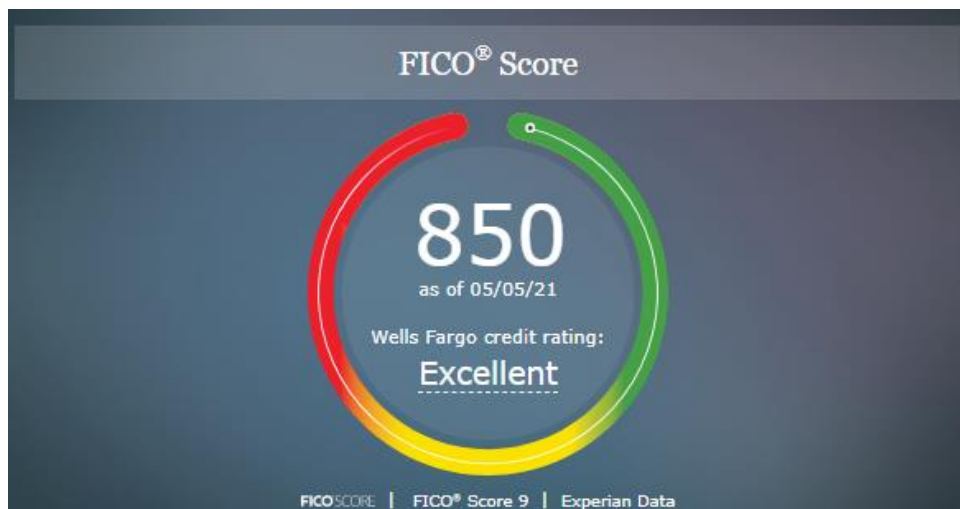 FICO® Score
850
as of 05/05/21
Wells Fargo credit rating:
Excellent
FICO SCORE | FICO® Score 9 | Experian Data